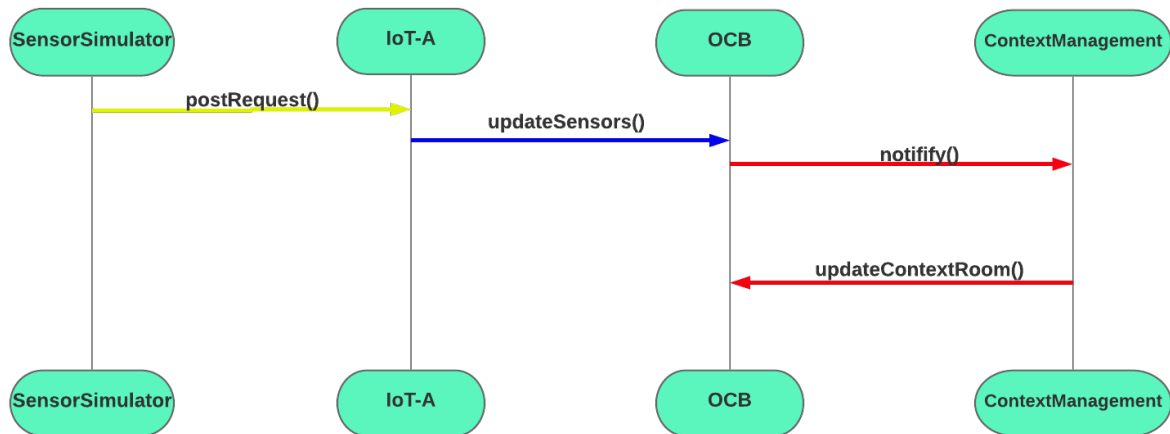 SensorSimulator
IoT-A
OCB
ContextManagement
postRequest()
updateSensors()
notifify()
updateContextRoom()
SensorSimulator
IoT-A
OCB
ContextManagement